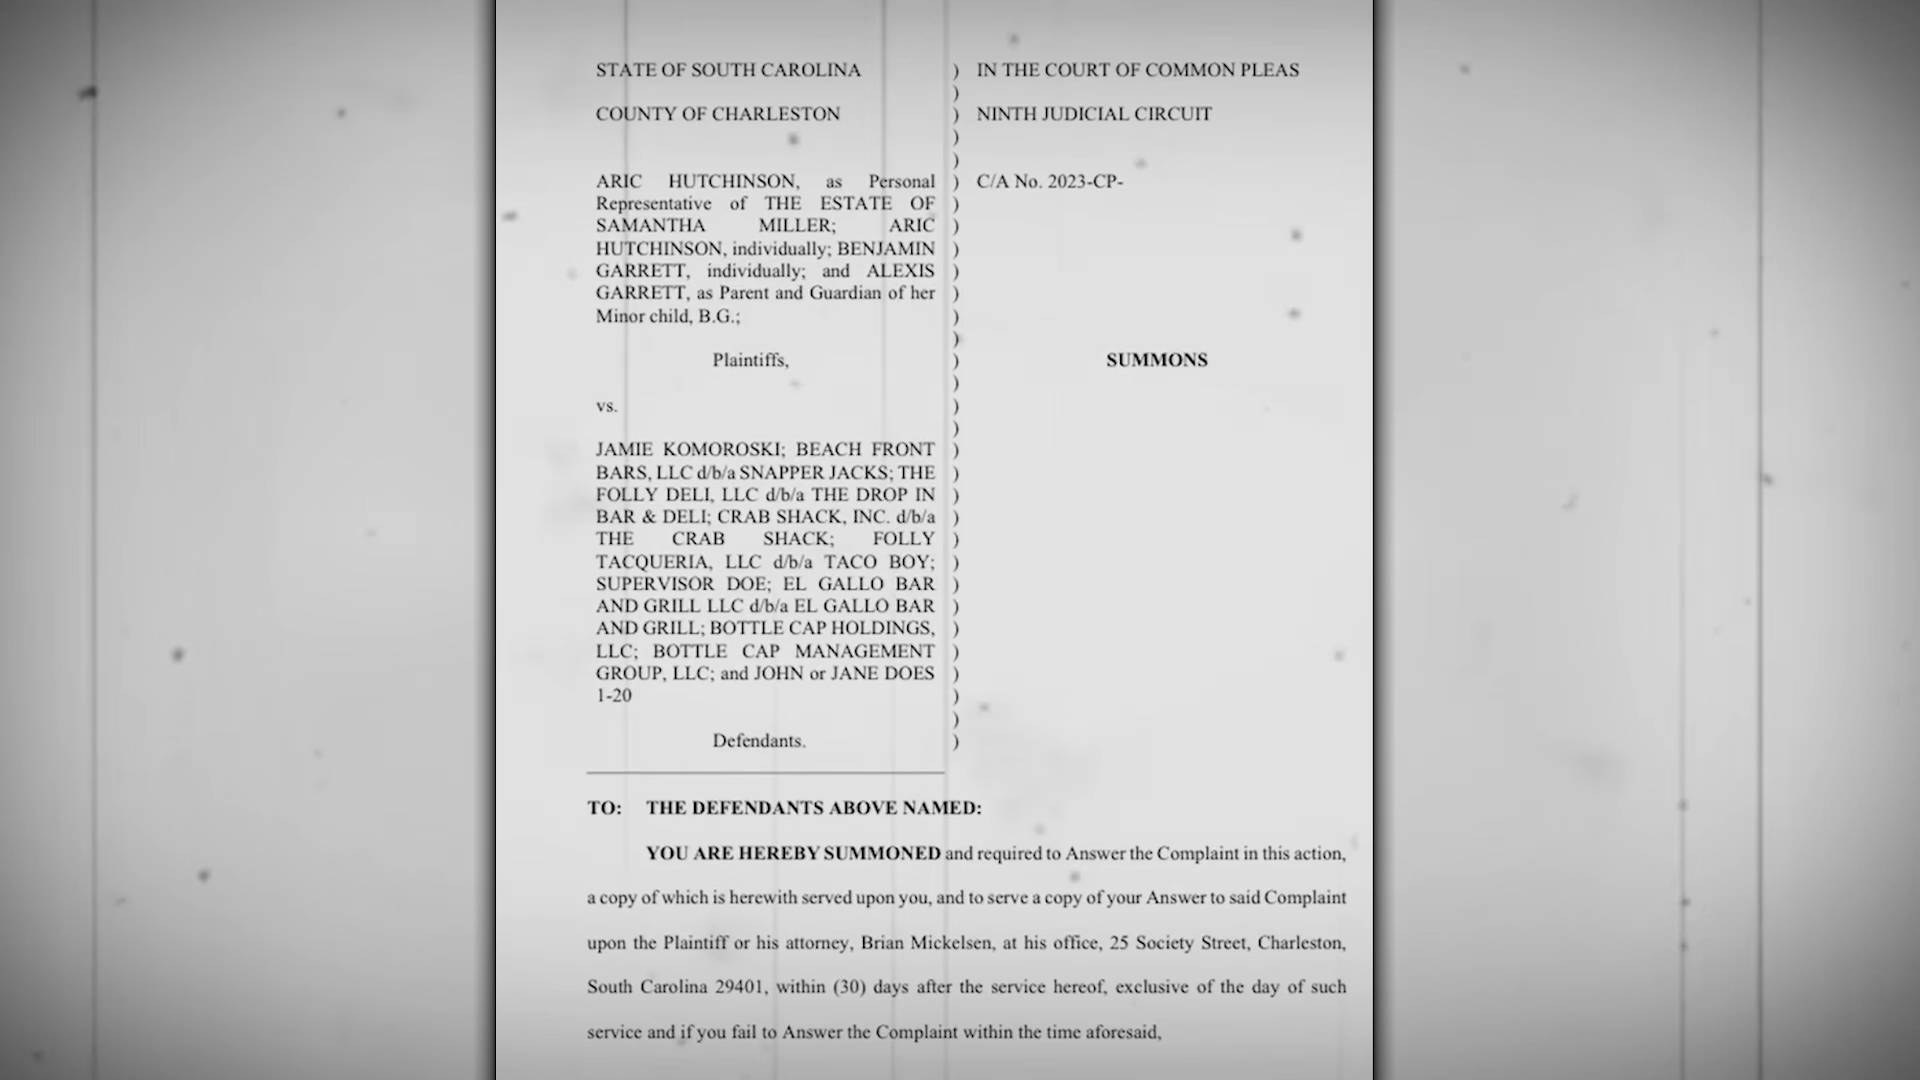 STATE OF SOUTH CAROLINA ) IN THE COURT OF COMMON PLEAS
)
COUNTY OF CHARLESTON ) NINTH JUDICIAL CIRCUIT
)
)
ARIC HUTCHINSON, as Personal ) C/A No. 2023-CP-
Representative of THE ESTATE OF )
SAMANTHA MILLER; ARIC )
HUTCHINSON, individually; BENJAMIN )
GARRETT, individually; and ALEXIS )
GARRETT, as Parent and Guardian of her )
Minor child, B.G.; )
)
Plaintiffs, ) SUMMONS
)
vs. )
)
JAMIE KOMOROSKI; BEACH FRONT )
BARS, LLC d/b/a SNAPPER JACKS; THE )
FOLLY DELI, LLC d/b/a THE DROP IN )
BAR & DELI; CRAB SHACK, INC. d/b/a )
THE CRAB SHACK; FOLLY )
TACQUERIA, LLC d/b/a TACO BOY; )
SUPERVISOR DOE; EL GALLO BAR )
AND GRILL LLC d/b/a EL GALLO BAR )
AND GRILL; BOTTLE CAP HOLDINGS, )
LLC; BOTTLE CAP MANAGEMENT )
GROUP, LLC; and JOHN or JANE DOES )
1-20 )
)
Defendants. )
TO: THE DEFENDANTS ABOVE NAMED:
YOU ARE HEREBY SUMMONED and required to Answer the Complaint in this action,
a copy of which is herewith served upon you, and to serve a copy of your Answer to said Complaint
upon the Plaintiff or his attorney, Brian Mickelsen, at his office, 25 Society Street, Charleston,
South Carolina 29401, within (30) days after the service hereof, exclusive of the day of such
service and if you fail to Answer the Complaint within the time aforesaid,